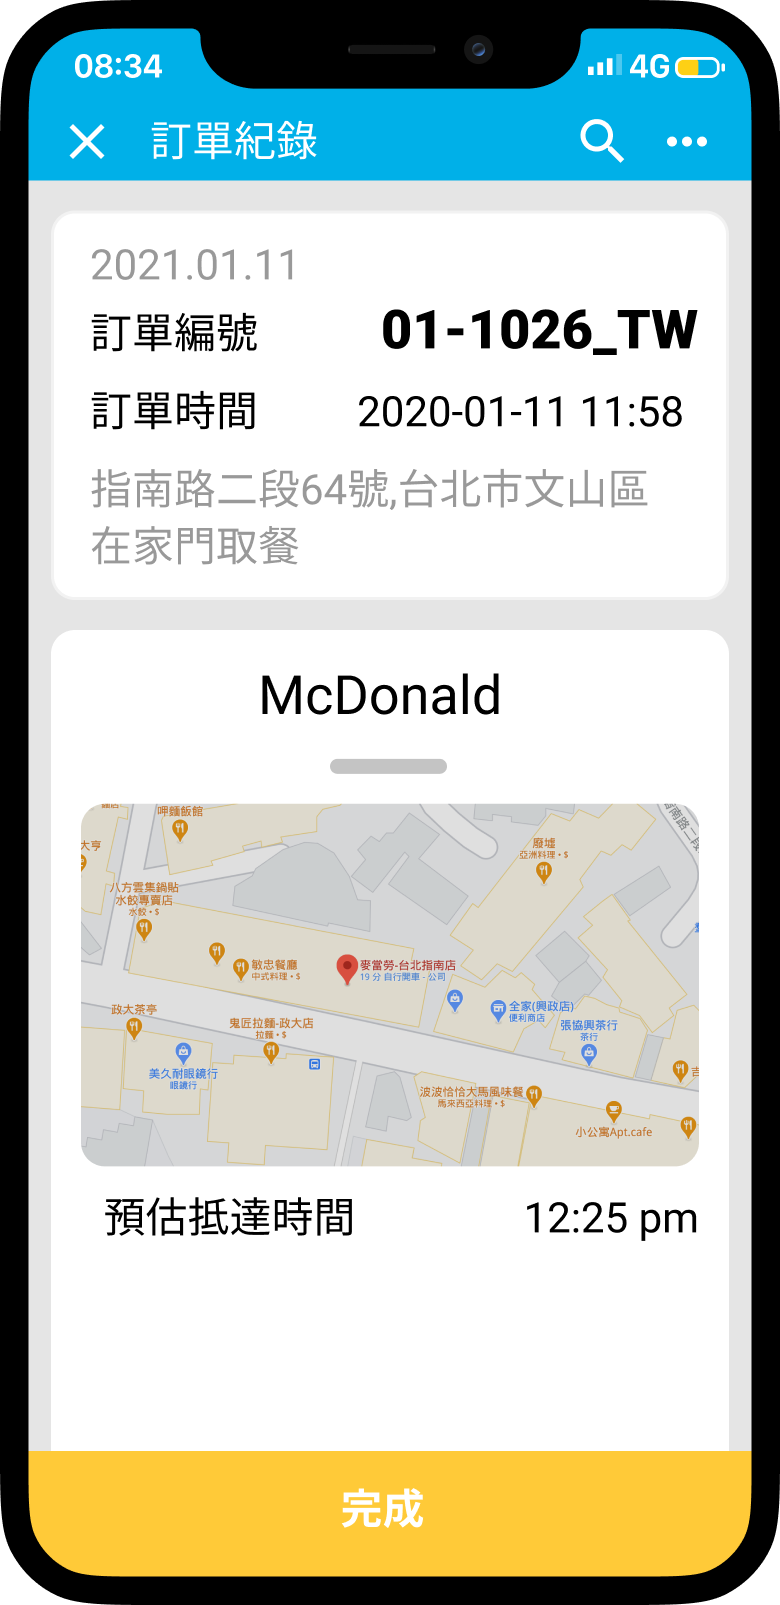 08:34
4G
訂單紀錄
2021.01.11
訂單編號 01-1026_TW
訂單時間 2020-01-11 11:58
指南路二段64號,台北市文山區
在家門取餐
McDonald
呷麵飯館
大亨
廢墟
亞洲料理・$
八方雲集鍋貼
水餃專賣店
水餃・$
敏忠餐廳
中式料理・$
麥當勞-台北指南店
19 分 自行開車 - 公司
政大茶亭
鬼匠拉麵-政大店
拉麵・$
全家(興政店)
便利商店
張協興茶行
茶行
美久耐眼鏡行
眼鏡行
波波恰恰大馬風味餐
馬來西亞料理・$
吉
小公寓Apt.cafe
預估抵達時間 12:25 pm
完成